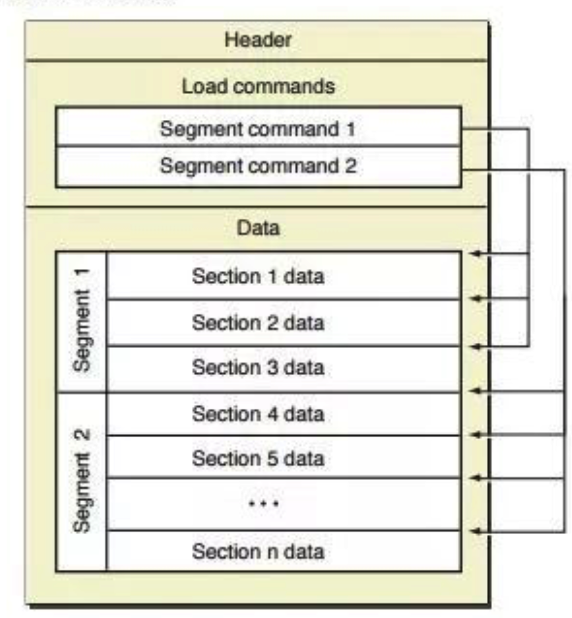 Header
Load commands
Segment command 1
Segment command 2
Data
Segment 1
Section 1 data
Section 2 data
Section 3 data
Segment 2
Section 4 data
Section 5 data
...
Section n data